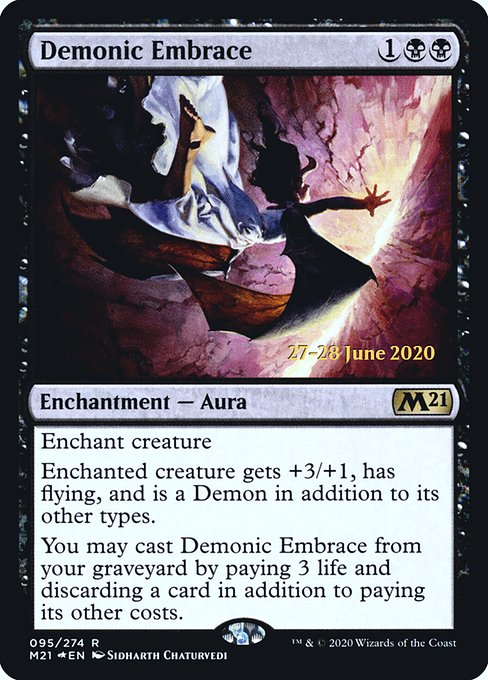 Demonic Embrace 1
27–28 June 2020
Enchantment — Aura M21
Enchant creature
Enchanted creature gets +3/+1, has
flying, and is a Demon in addition to its
other types.
You may cast Demonic Embrace from
your graveyard by paying 3 life and
discarding a card in addition to paying
its other costs.
095/274 R ™ & © 2020 Wizards of the Coast
M21 ★ EN Sidharth Chaturvedi